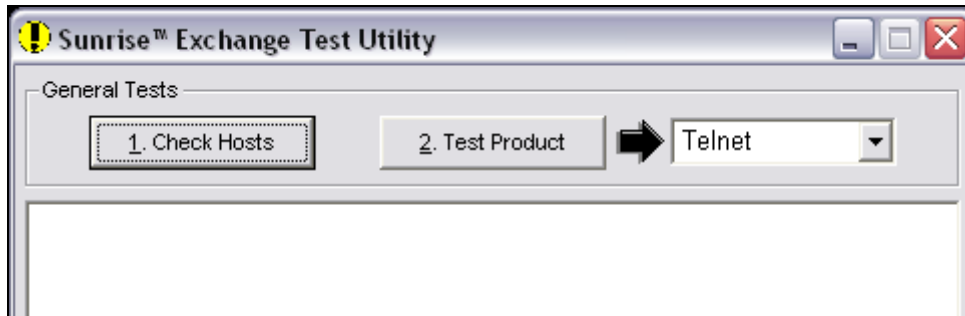 Sunrise™ Exchange Test Utility
General Tests
1. Check Hosts
2. Test Product
Telnet